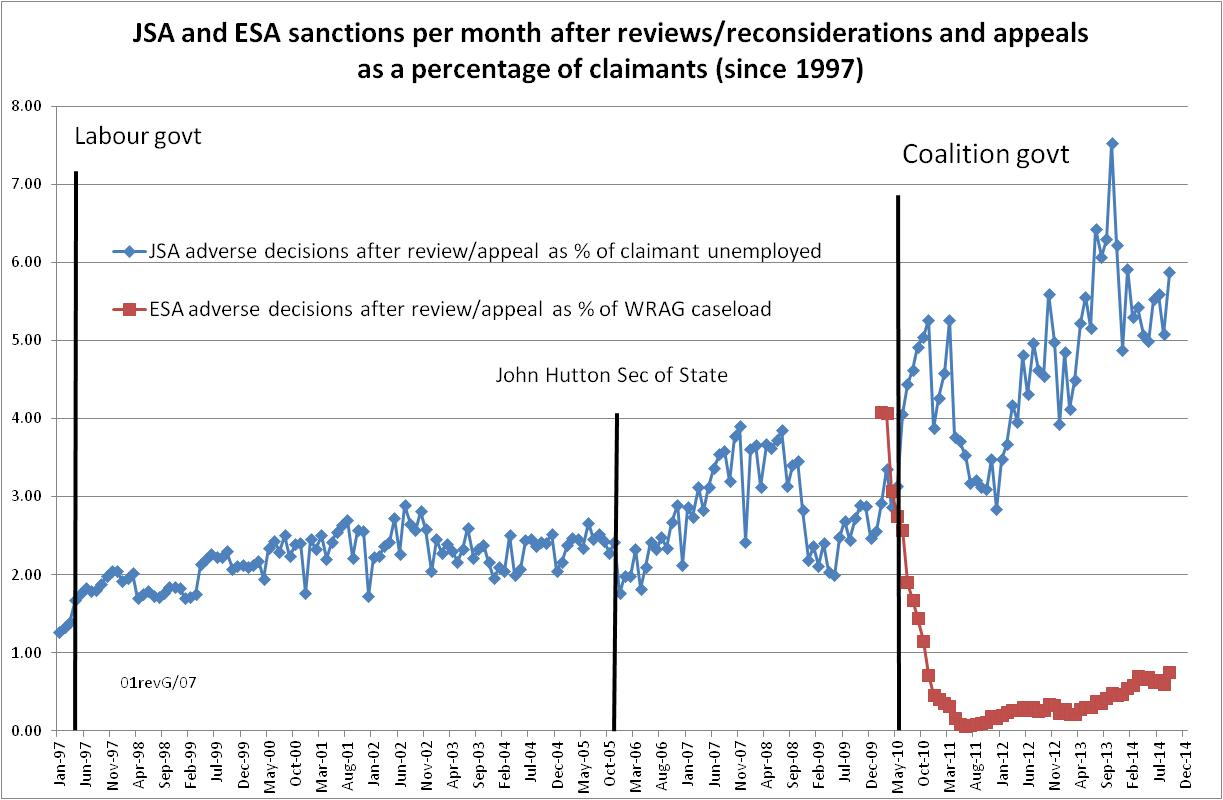 JSA and ESA sanctions per month after reviews/reconsiderations and appeals
as a percentage of claimants (since 1997)
8.00
7.00
6.00
5.00
4.00
3.00
2.00
1.00
0.00
Labour govt
Coalition govt
JSA adverse decisions after review/appeal as % of claimant unemployed
ESA adverse decisions after review/appeal as % of WRAG caseload
John Hutton Sec of State
01revG/07
Jan-97
Jun-97
Nov-97
Apr-98
Sep-98
Feb-99
Jul-99
Dec-99
May-00
Oct-00
Mar-01
Aug-01
Jan-02
Jun-02
Nov-02
Apr-03
Sep-03
Feb-04
Jul-04
Dec-04
May-05
Oct-05
Mar-06
Aug-06
Jan-07
Jun-07
Nov-07
Apr-08
Sep-08
Feb-09
Jul-09
Dec-09
May-10
Oct-10
Mar-11
Aug-11
Jan-12
Jun-12
Nov-12
Apr-13
Sep-13
Feb-14
Jul-14
Dec-14